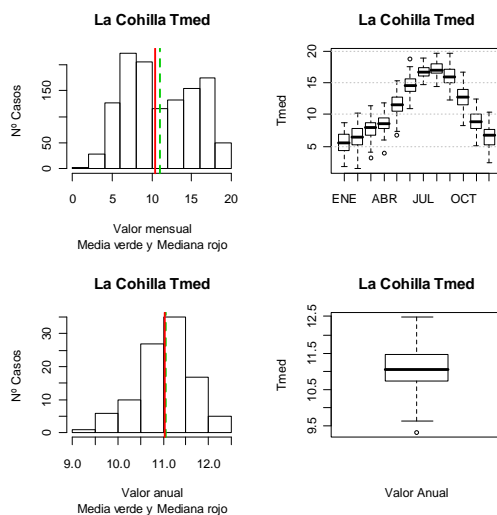 La Cohilla Tmed
Nº Casos
0
50
150
0
5
10
15
20
Valor mensual
Media verde y Mediana rojo
La Cohilla Tmed
Tmed
5
10
15
20
ENE
ABR
JUL
OCT
La Cohilla Tmed
Nº Casos
0
10
20
30
9.0
10.0
11.0
12.0
Valor anual
Media verde y Mediana rojo
La Cohilla Tmed
Tmed
9.5
10.5
11.5
12.5
Valor Anual